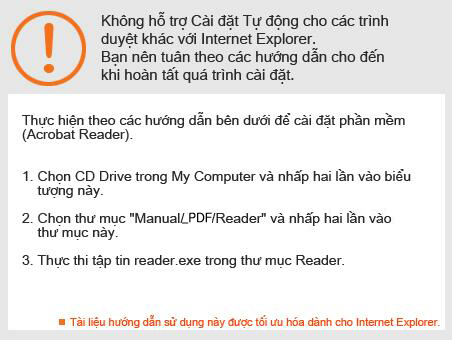 Không hỗ trợ Cài đặt Tự động cho các trình
duyệt khác với Internet Explorer.
Bạn nên tuân theo các hướng dẫn cho đến
khi hoàn tất quá trình cài đặt.
Thực hiện theo các hướng dẫn bên dưới để cài đặt phần mềm
(Acrobat Reader).
1. Chọn CD Drive trong My Computer và nhấp hai lần vào biểu
tượng này.
2. Chọn thư mục "Manual/_PDF/Reader" và nhấp hai lần vào
thư mục này.
3. Thực thi tập tin reader.exe trong thư mục Reader.
Tài liệu hướng dẫn sử dụng này được tối ưu hóa dành cho Internet Explorer.